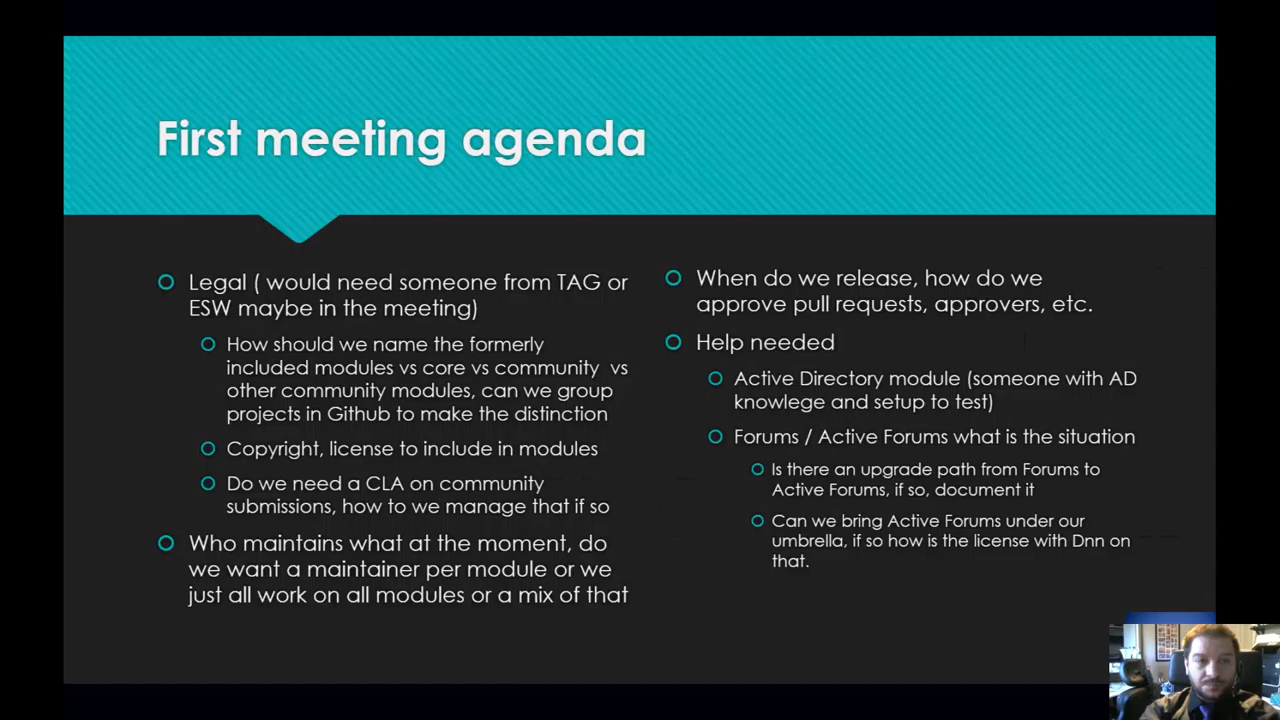 First meeting agenda
Legal ( would need someone from TAG or
ESW maybe in the meeting)
How should we name the formerly
included modules vs core vs community vs
other community modules, can we group
projects in Github to make the distinction
Copyright, license to include in modules
Do we need a CLA on community
submissions, how to we manage that if so
Who maintains what at the moment, do
we want a maintainer per module or we
just all work on all modules or a mix of that
When do we release, how do we
approve pull requests, approvers, etc.
Help needed
Active Directory module (someone with AD
knowlege and setup to test)
Forums / Active Forums what is the situation
Is there an upgrade path from Forums to
Active Forums, if so, document it
Can we bring Active Forums under our
umbrella, if so how is the license with Dnn on
that.